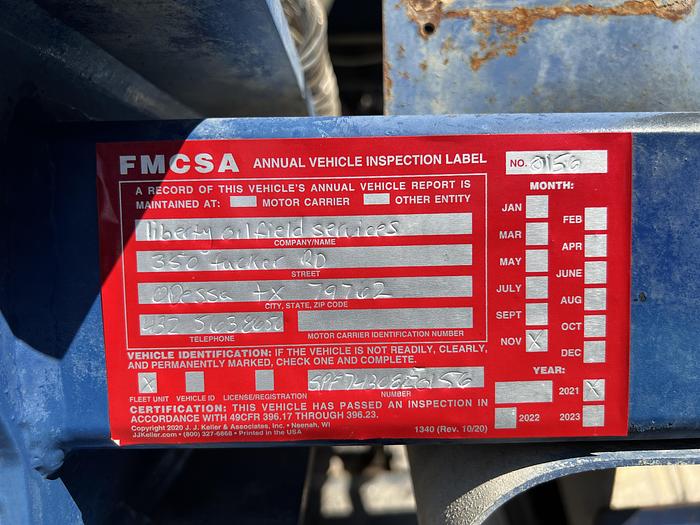 FMCSA ANNUAL VEHICLE INSPECTION LABEL
NO. 0156
A RECORD OF THIS VEHICLE'S ANNUAL VEHICLE REPORT IS
MAINTAINED AT: MOTOR CARRIER OTHER ENTITY
liberty oilfield services
COMPANY/NAME
350 tucker RD
STREET
ODessa tx 79762
CITY, STATE, ZIP CODE
432 5638650
TELEPHONE MOTOR CARRIER IDENTIFICATION NUMBER
VEHICLE IDENTIFICATION: IF THE VEHICLE IS NOT READILY, CLEARLY,
AND PERMANENTLY MARKED, CHECK ONE AND COMPLETE.
X
FLEET UNIT VEHICLE ID LICENSE/REGISTRATION NUMBER
CERTIFICATION: THIS VEHICLE HAS PASSED AN INSPECTION IN
ACCORDANCE WITH 49CFR 396.17 THROUGH 396.23.
Copyright 2020 J. J. Keller & Associates, Inc. • Neenah, WI
JJKeller.com • (800) 327-6868 • Printed in the USA
1340 (Rev. 10/20)
MONTH:
JAN FEB
MAR APR
MAY JUNE
JULY AUG
SEPT OCT
NOV X DEC
YEAR:
2021 X
2022 2023